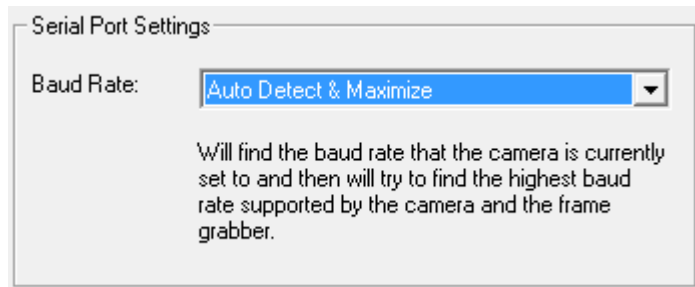 Serial Port Settings
Baud Rate:
Auto Detect & Maximize
Will find the baud rate that the camera is currently
set to and then will try to find the highest baud
rate supported by the camera and the frame
grabber.